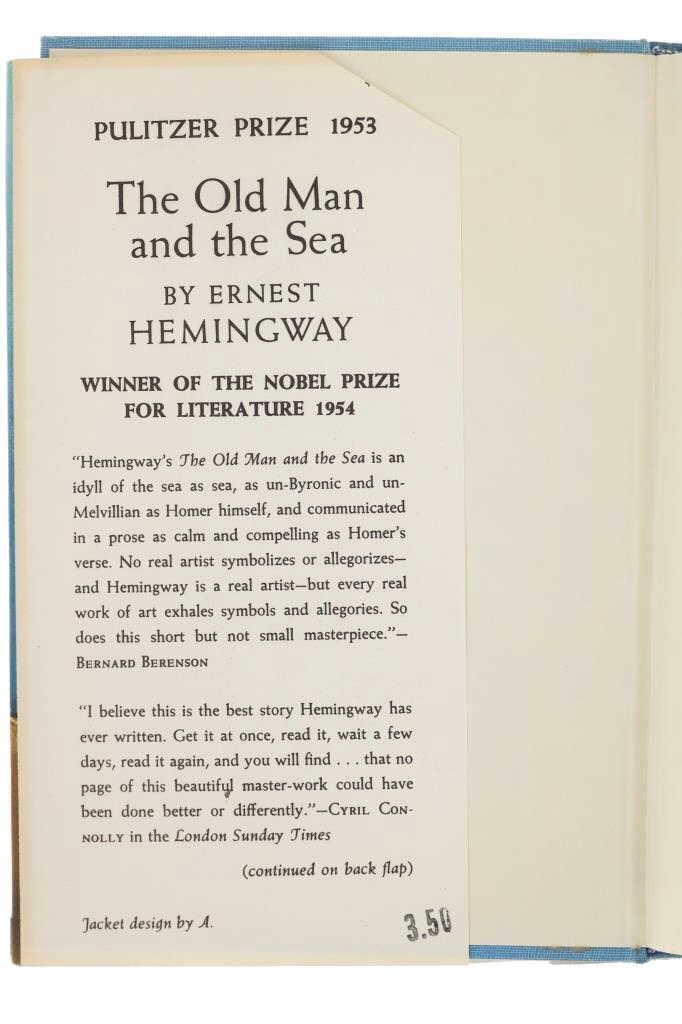 PULITZER PRIZE 1953
The Old Man
and the Sea
BY ERNEST
HEMINGWAY
WINNER OF THE NOBEL PRIZE
FOR LITERATURE 1954
"Hemingway's The Old Man and the Sea is an
idyll of the sea as sea, as un-Byronic and un-
Melvillian as Homer himself, and communicated
in a prose as calm and compelling as Homer's
verse. No real artist symbolizes or allegorizes—
and Hemingway is a real artist—but every real
work of art exhales symbols and allegories. So
does this short but not small masterpiece."—
BERNARD BERENSON
"I believe this is the best story Hemingway has
ever written. Get it at once, read it, wait a few
days, read it again, and you will find . . . that no
page of this beautiful master-work could have
been done better or differently."—CYRIL CON-
NOLLY in the London Sunday Times
(continued on back flap)
Jacket design by A.
3.50